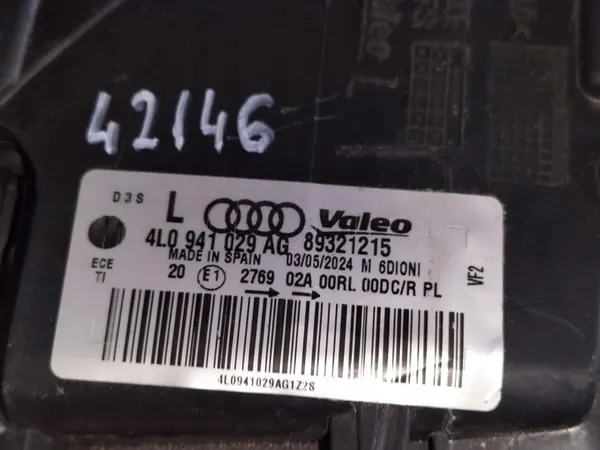 42146
D3S L Valeo
4L0 941 029 AG 89321215
MADE IN SPAIN 03/05/2024 M 6DIONI
ECE
TI
20 E1 2769 02A 00RL 00DC/R PL
VF2
4L0941029AG1Z2S
Valeo L